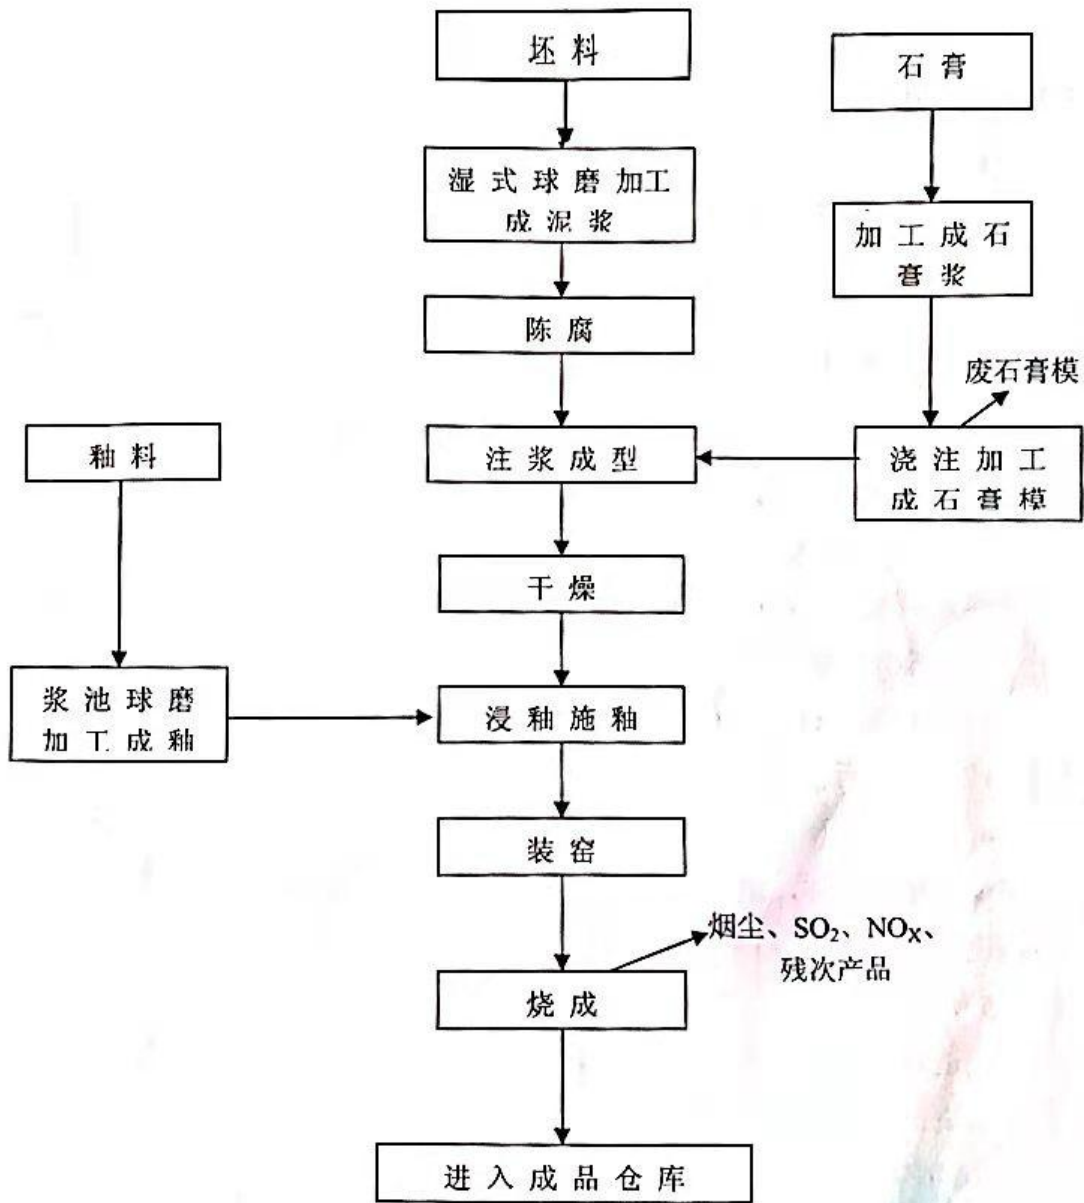 坯料
石膏
湿式球磨加工
成泥浆
加工成石
膏浆
陈腐
废石膏模
釉料
注浆成型
浇注加工
成石膏模
干燥
浆池球磨
加工成釉
浸釉施釉
装窑
烟尘、SO₂、NOX、
残次产品
烧成
进入成品仓库